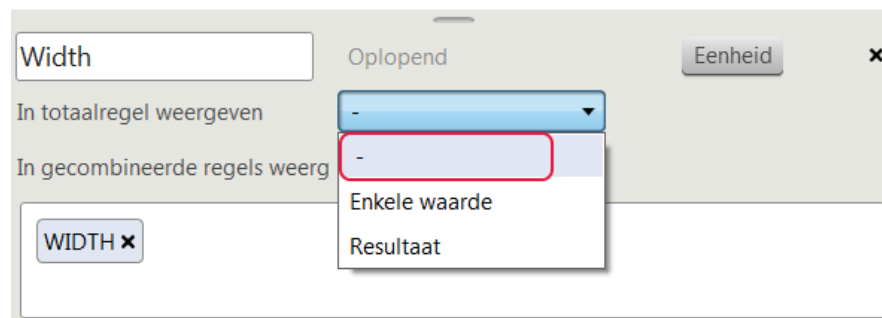 Width Oplopend Eenheid ×
In totaalregel weergeven -
In gecombineerde regels weerg -
Enkele waarde
WIDTH ×
Resultaat